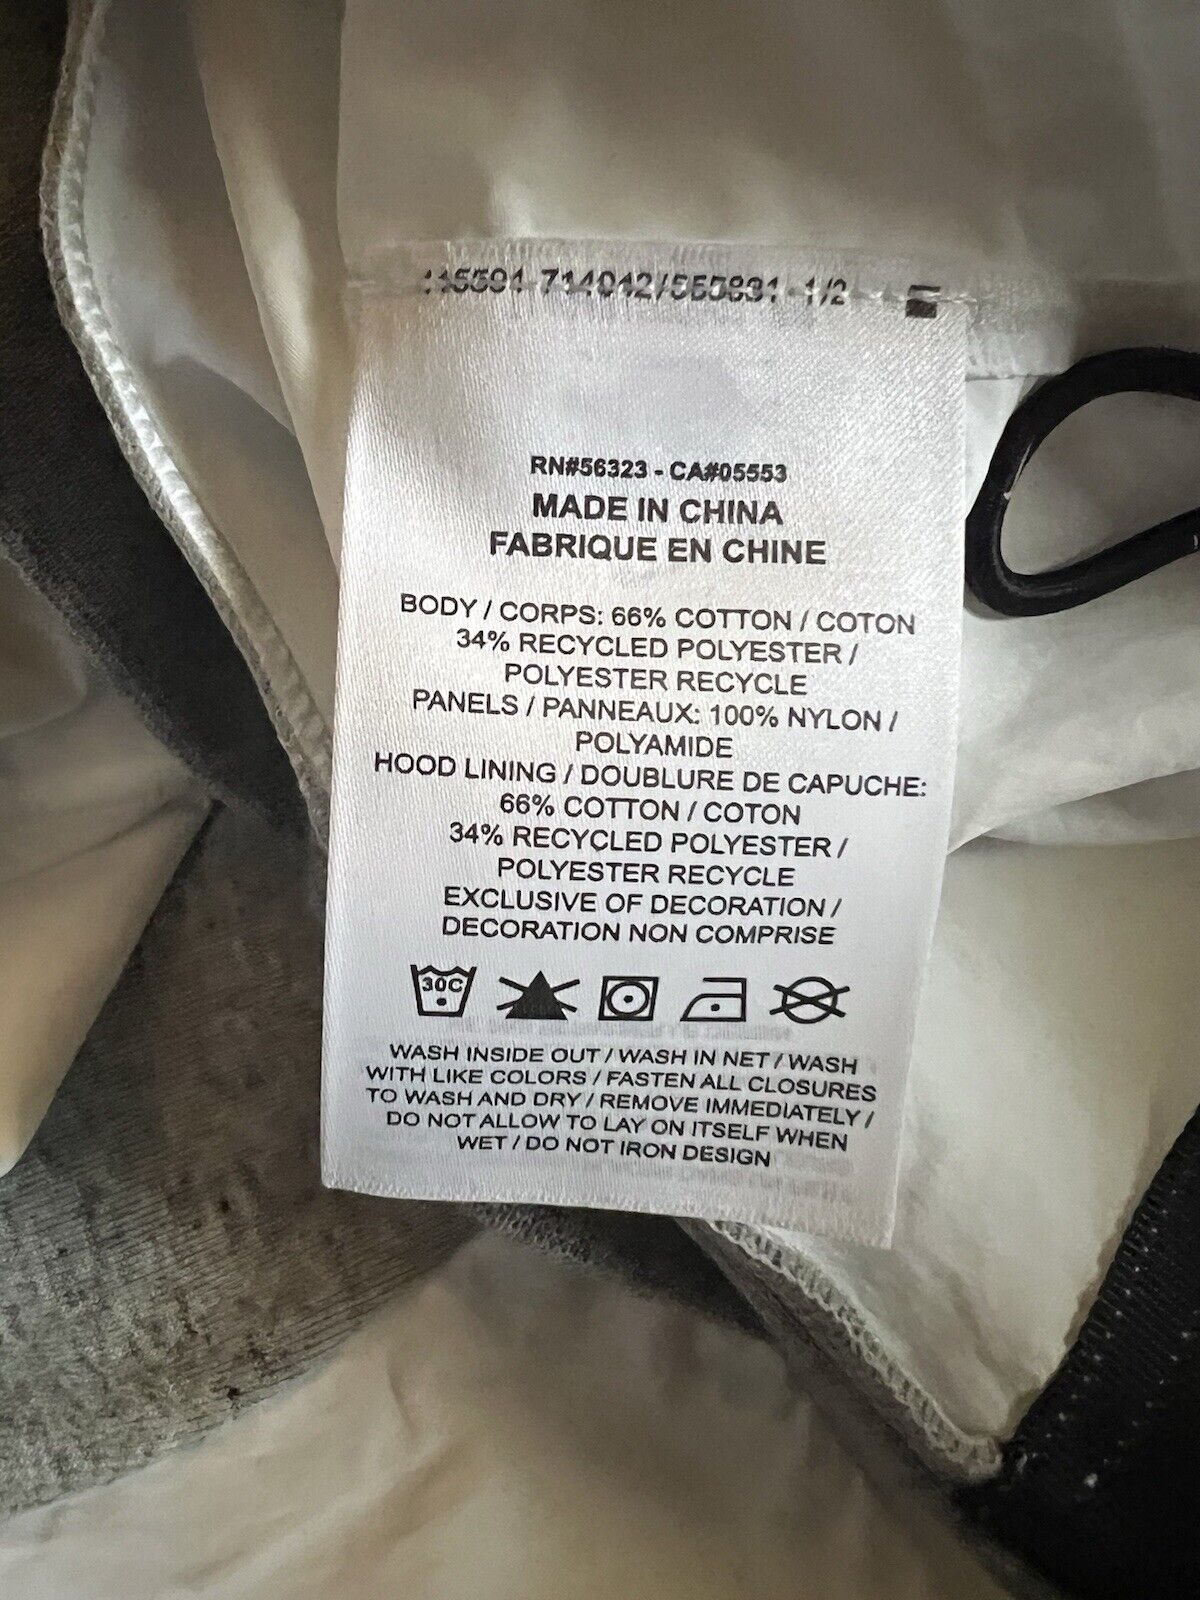 714042/555831 1/2
RN#56323 - CA#05553
MADE IN CHINA
FABRIQUE EN CHINE
BODY / CORPS: 66% COTTON / COTON
34% RECYCLED POLYESTER /
POLYESTER RECYCLE
PANELS / PANNEAUX: 100% NYLON /
POLYAMIDE
HOOD LINING / DOUBLURE DE CAPUCHE:
66% COTTON / COTON
34% RECYCLED POLYESTER /
POLYESTER RECYCLE
EXCLUSIVE OF DECORATION /
DECORATION NON COMPRISE
30C
WASH INSIDE OUT / WASH IN NET / WASH
WITH LIKE COLORS / FASTEN ALL CLOSURES
TO WASH AND DRY / REMOVE IMMEDIATELY /
DO NOT ALLOW TO LAY ON ITSELF WHEN
WET / DO NOT IRON DESIGN